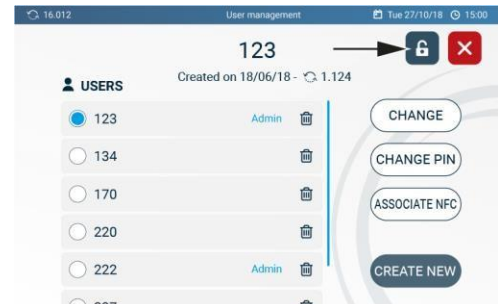 16.012 User management Tue 27/10/18 15:00
123
Created on 18/06/18 - 1.124
USERS
123 Admin
134
170
220
222 Admin
CHANGE
CHANGE PIN
ASSOCIATE NFC
CREATE NEW